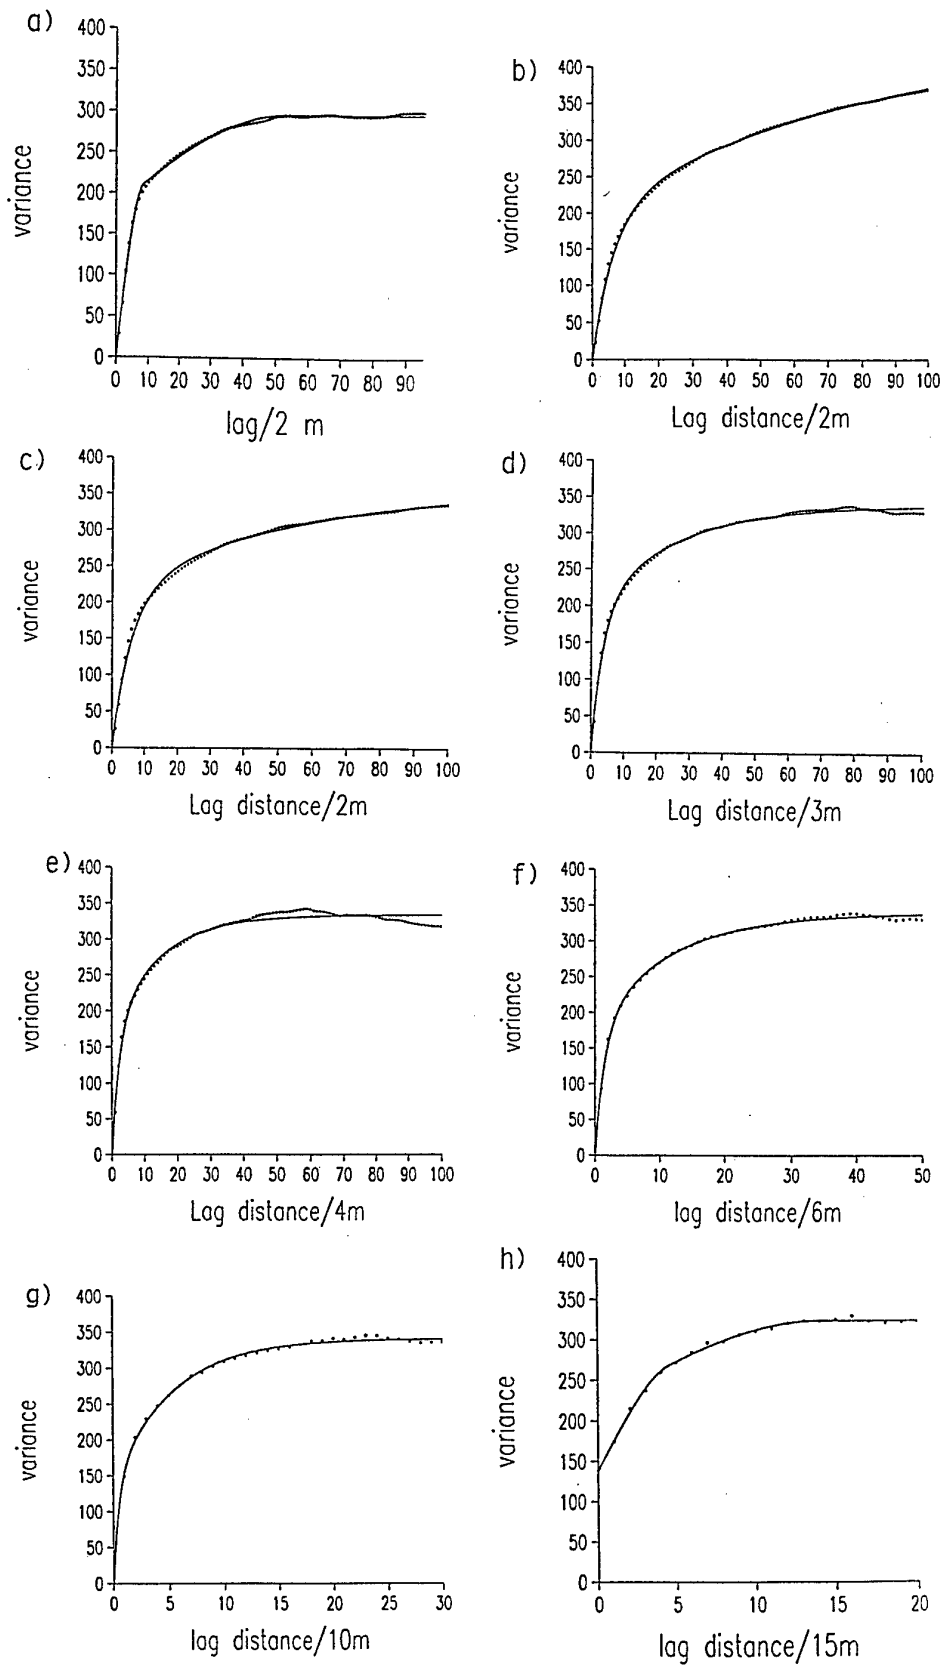 a)
400
350
300
250
200
150
100
50
0
variance
0 10 20 30 40 50 60 70 80 90
lag/2 m
b)
400
350
300
250
200
150
100
50
0
variance
0 10 20 30 40 50 60 70 80 90 100
Lag distance/2m
c)
400
350
300
250
200
150
100
50
0
variance
0 10 20 30 40 50 60 70 80 90 100
Lag distance/2m
d)
400
350
300
250
200
150
100
50
0
variance
0 10 20 30 40 50 60 70 80 90 100
Lag distance/3m
e)
400
350
300
250
200
150
100
50
0
variance
0 10 20 30 40 50 60 70 80 90 100
Lag distance/4m
f)
400
350
300
250
200
150
100
50
0
variance
0 10 20 30 40 50
lag distance/6m
g)
400
350
300
250
200
150
100
50
0
variance
0 5 10 15 20 25 30
lag distance/10m
h)
400
350
300
250
200
150
100
50
0
variance
0 5 10 15 20
lag distance/15m